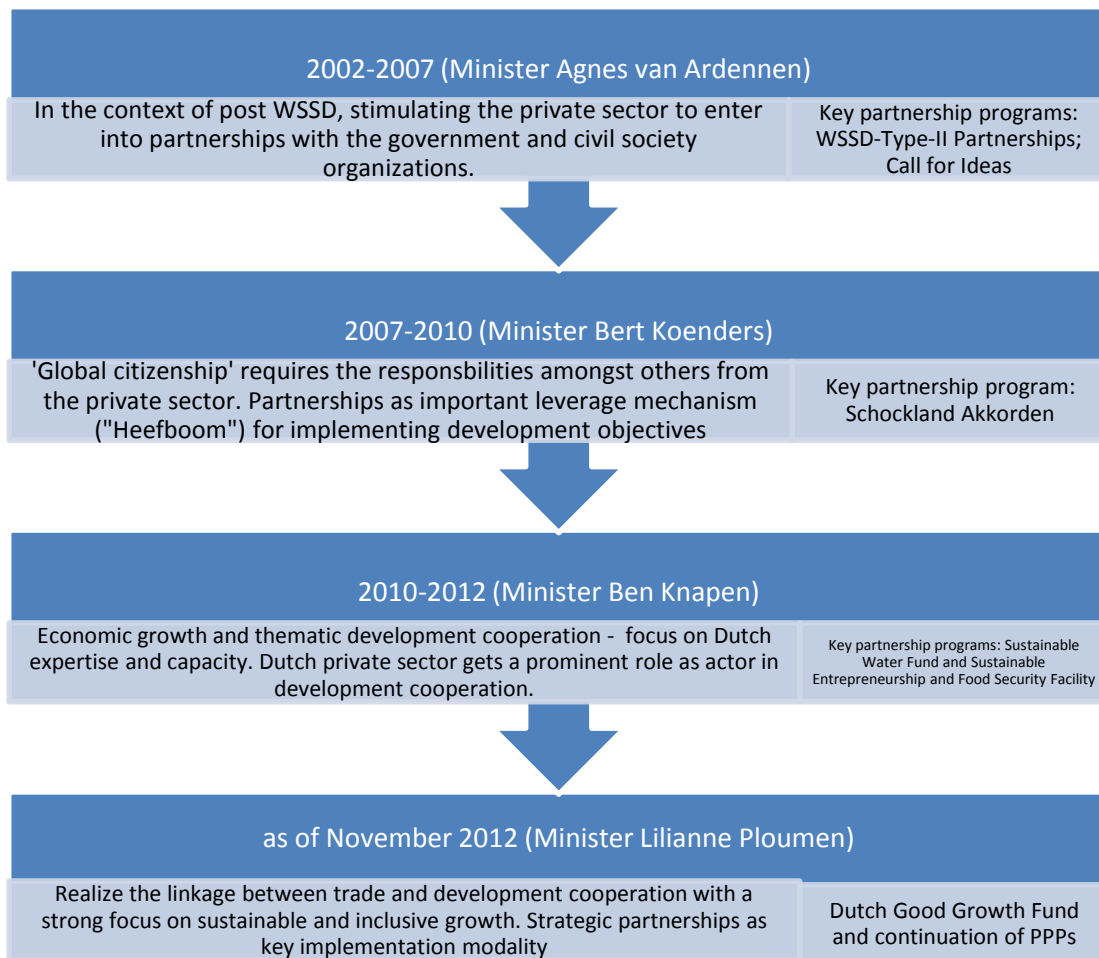 2002-2007 (Minister Agnes van Ardennen)
In the context of post WSSD, stimulating the private sector to enter
into partnerships with the government and civil society
organizations.
Key partnership programs:
WSSD-Type-II Partnerships;
Call for Ideas
2007-2010 (Minister Bert Koenders)
'Global citizenship' requires the responsbilities amongst others from
the private sector. Partnerships as important leverage mechanism
("Heefboom") for implementing development objectives
Key partnership program:
Schockland Akkorden
2010-2012 (Minister Ben Knapen)
Economic growth and thematic development cooperation - focus on Dutch
expertise and capacity. Dutch private sector gets a prominent role as actor in
development cooperation.
Key partnership programs: Sustainable
Water Fund and Sustainable
Entrepreneurship and Food Security Facility
as of November 2012 (Minister Lilianne Ploumen)
Realize the linkage between trade and development cooperation with a
strong focus on sustainable and inclusive growth. Strategic partnerships as
key implementation modality
Dutch Good Growth Fund
and continuation of PPPs